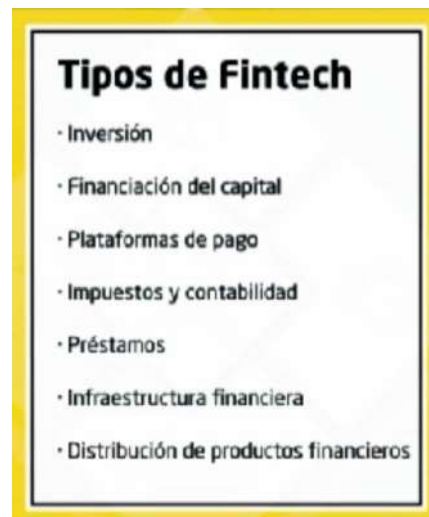 Tipos de Fintech
· Inversión
· Financiación del capital
· Plataformas de pago
· Impuestos y contabilidad
· Préstamos
· Infraestructura financiera
· Distribución de productos financieros